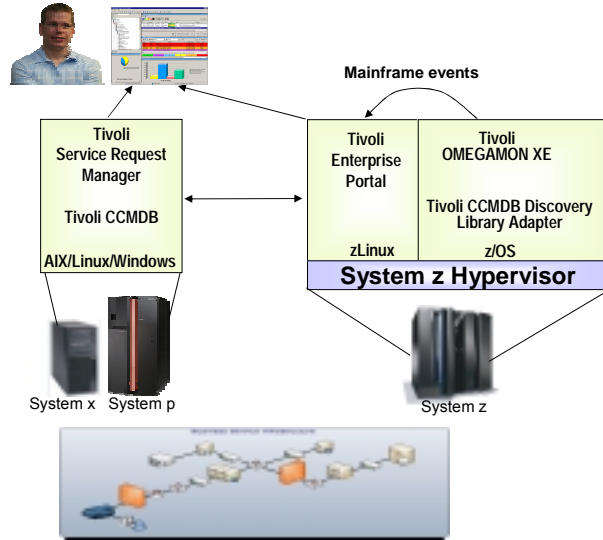 Mainframe events
Tivoli
Service Request
Manager
Tivoli CCMDB
AIX/Linux/Windows
Tivoli
Enterprise
Portal
zLinux
Tivoli
OMEGAMON XE
Tivoli CCMDB Discovery
Library Adapter
z/OS
System z Hypervisor
System x
System p
System z